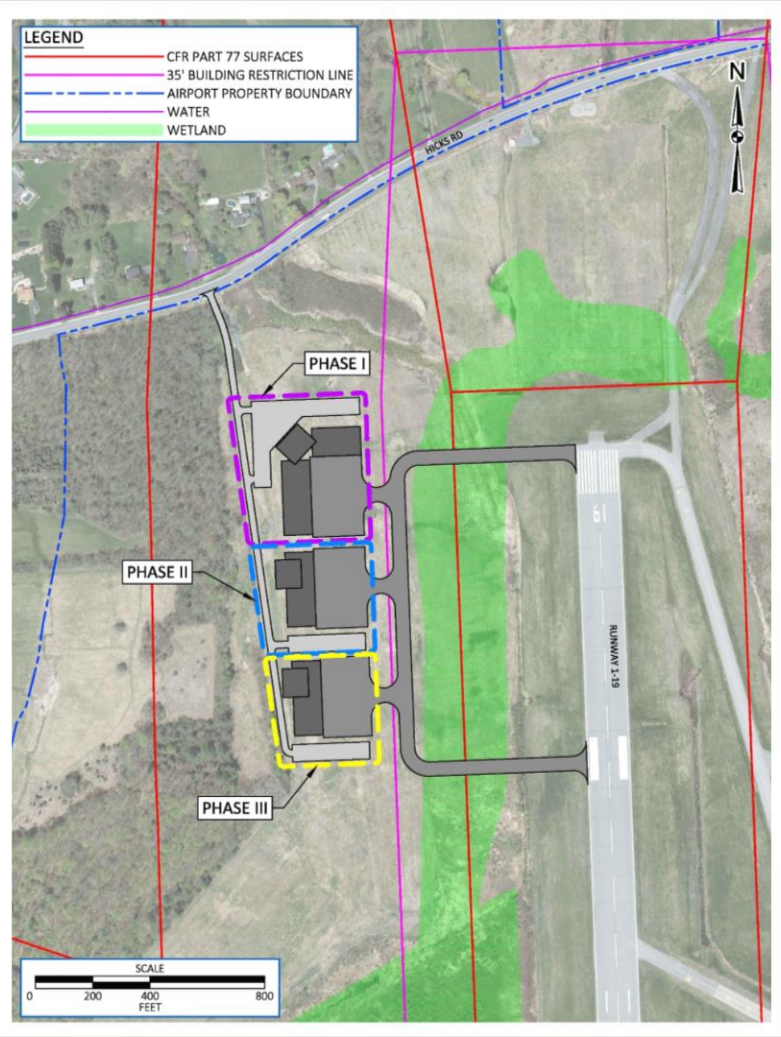 LEGEND
CFR PART 77 SURFACES
35' BUILDING RESTRICTION LINE
AIRPORT PROPERTY BOUNDARY
WATER
WETLAND
N
HICKS RD
PHASE I
19
PHASE II
RUNWAY 1-19
PHASE III
SCALE
0 200 400 800
FEET